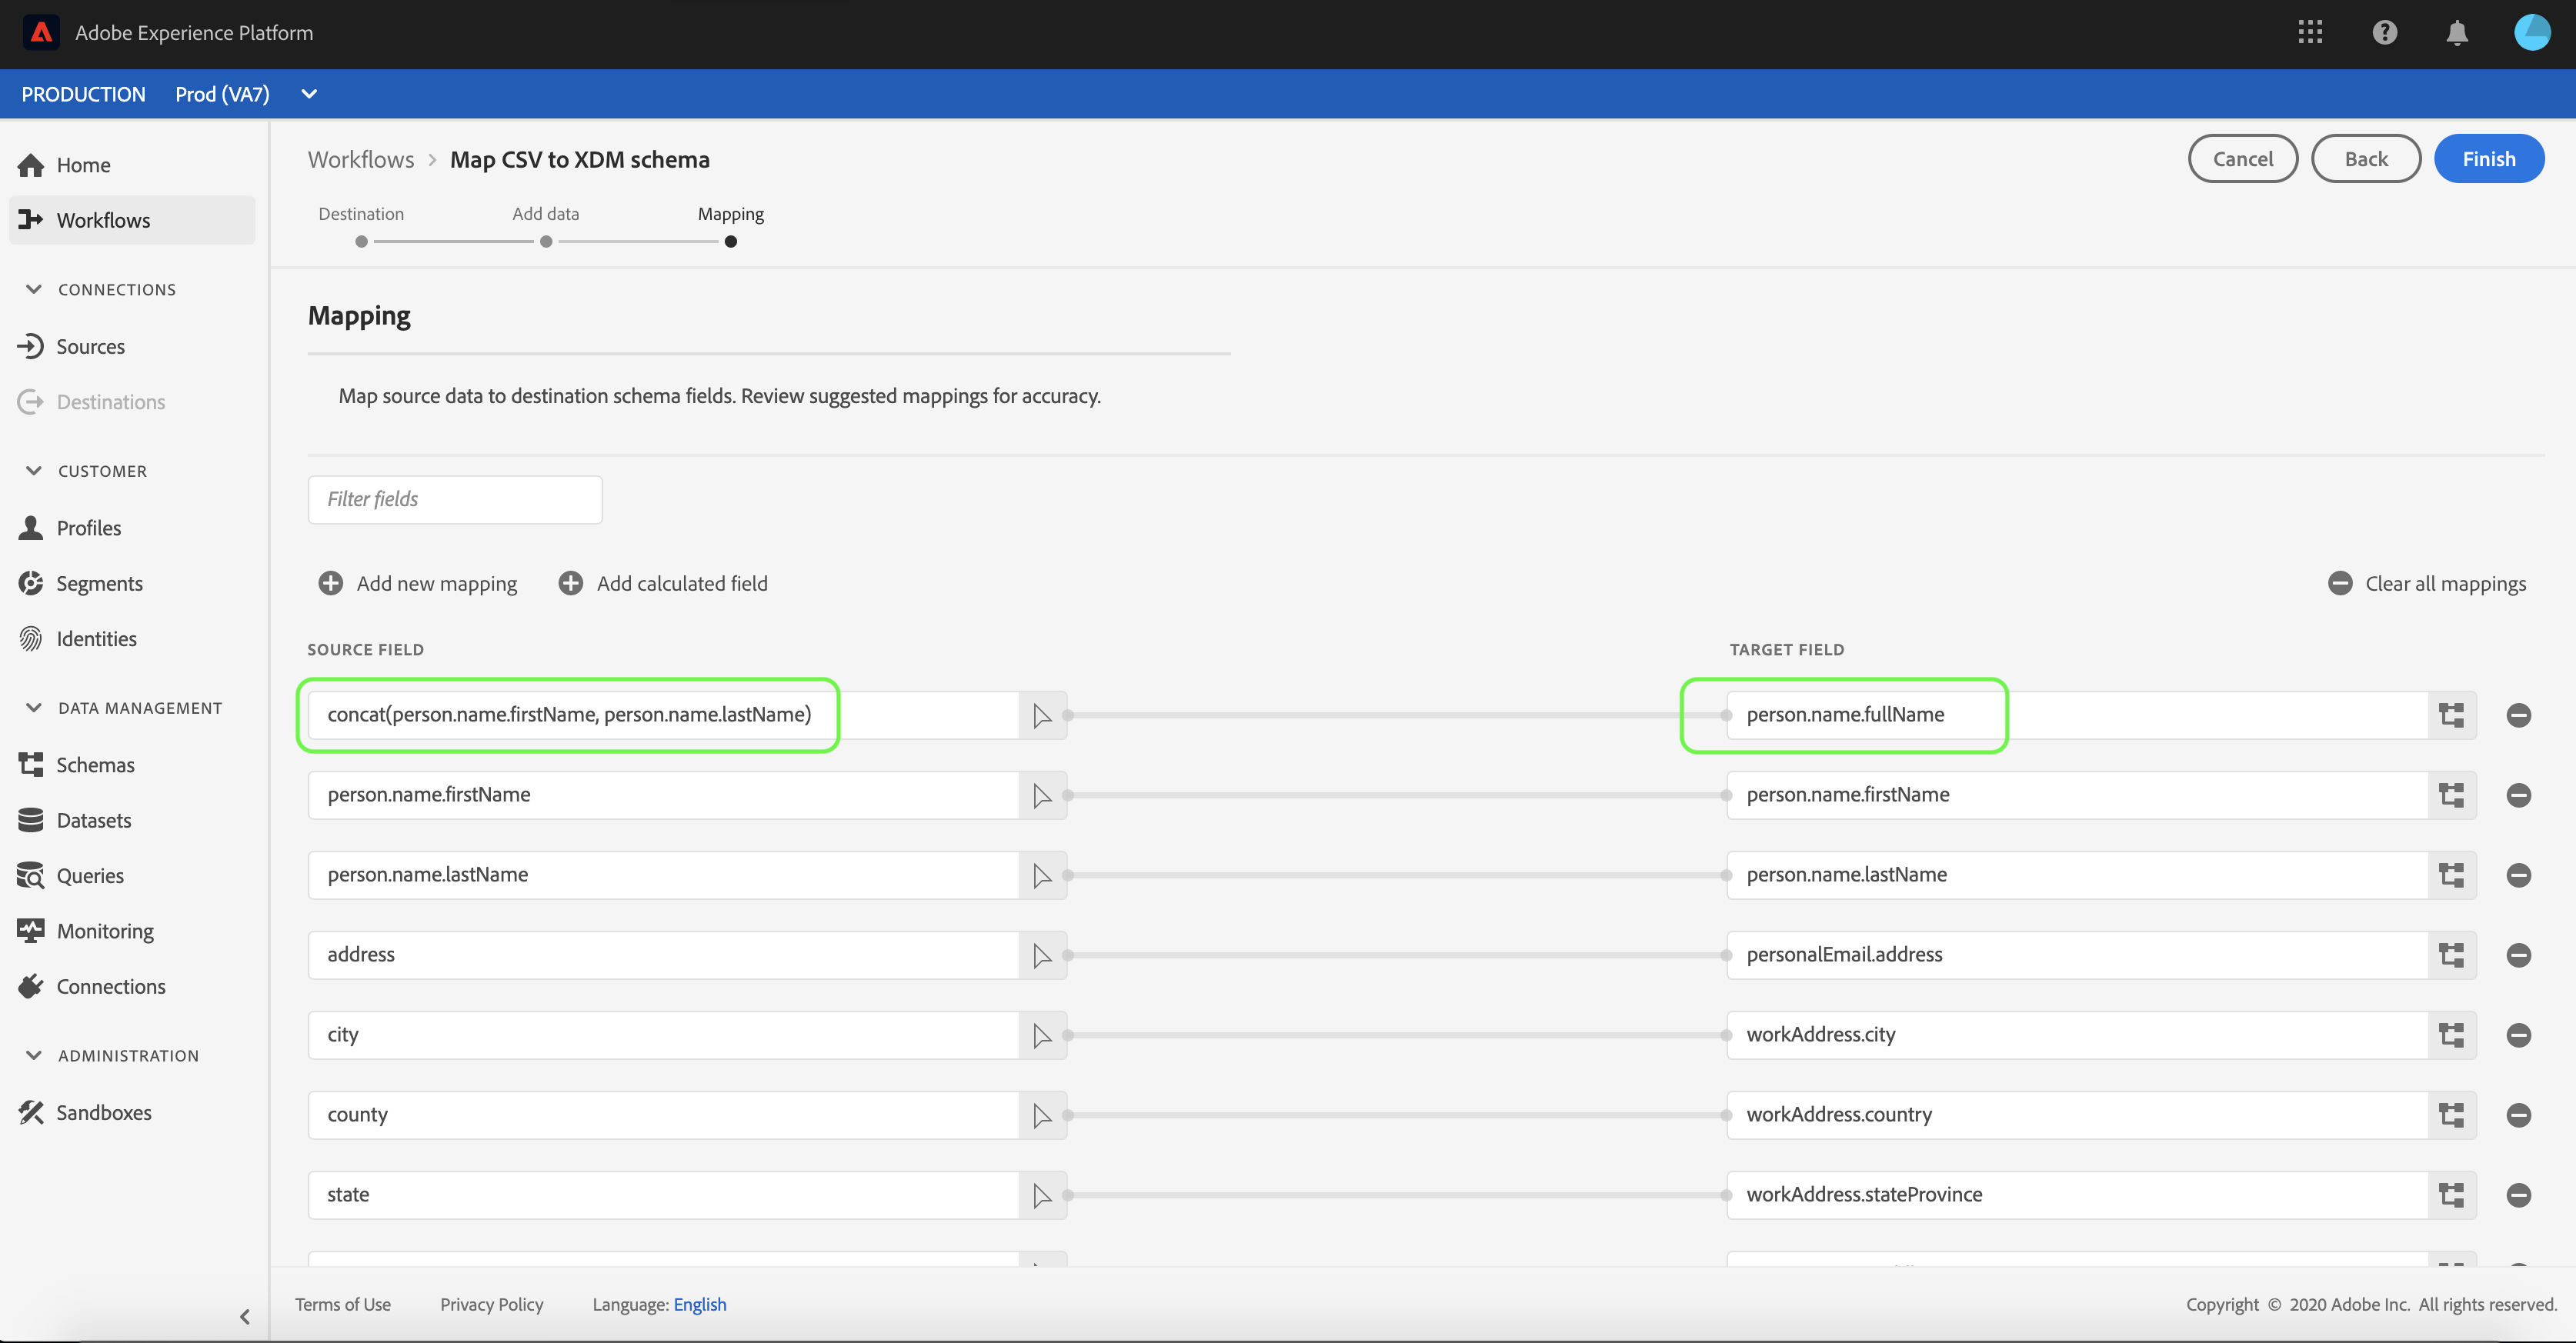 Adobe Experience Platform
PRODUCTION Prod (VA7)
Home
Workflows
CONNECTIONS
Sources
Destinations
CUSTOMER
Profiles
Segments
Identities
DATA MANAGEMENT
Schemas
Datasets
Queries
Monitoring
Connections
ADMINISTRATION
Sandboxes
Workflows > Map CSV to XDM schema
Cancel Back Finish
Destination Add data Mapping
Mapping
Map source data to destination schema fields. Review suggested mappings for accuracy.
Filter fields
Add new mapping Add calculated field Clear all mappings
SOURCE FIELD TARGET FIELD
concat(person.name.firstName, person.name.lastName) person.name.fullName
person.name.firstName person.name.firstName
person.name.lastName person.name.lastName
address personalEmail.address
city workAddress.city
county workAddress.country
state workAddress.stateProvince
Terms of Use Privacy Policy Language: English Copyright © 2020 Adobe Inc. All rights reserved.